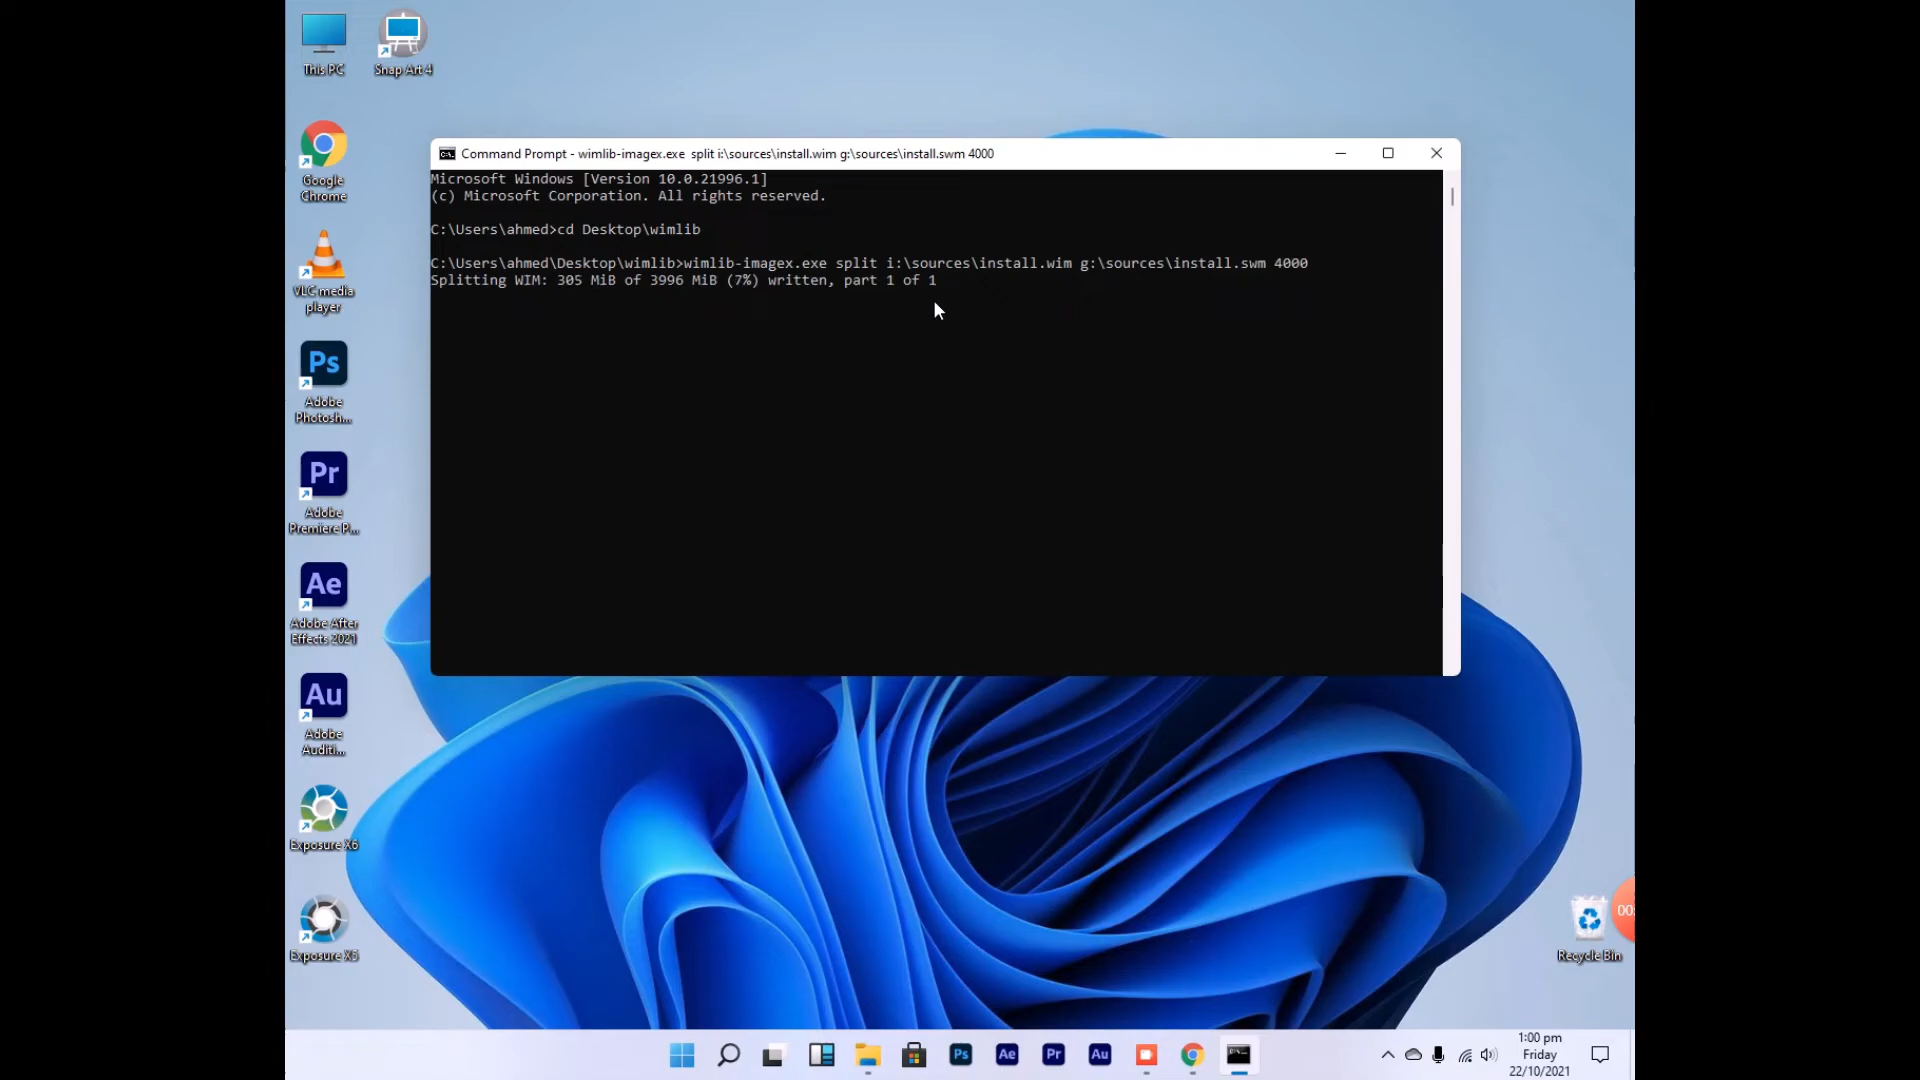 This PC
Snap Art 4
Google
Chrome
VLC media
player
Ps
Adobe
Photosh...
Pr
Adobe
Premiere P...
Ae
Adobe After
Effects 2021
Au
Adobe
Auditi...
Exposure X6
Exposure X5
Command Prompt - wimlib-imagex.exe  split i:\sources\install.wim g:\sources\install.swm 4000
Microsoft Windows [Version 10.0.21996.1]
(c) Microsoft Corporation. All rights reserved.
C:\Users\ahmed>cd Desktop\wimlib
C:\Users\ahmed\Desktop\wimlib>wimlib-imagex.exe split i:\sources\install.wim g:\sources\install.swm 4000
Splitting WIM: 305 MiB of 3996 MiB (7%) written, part 1 of 1
00:
Recycle Bin
Ps
Ae
Pr
Au
1:00 pm
Friday
22/10/2021